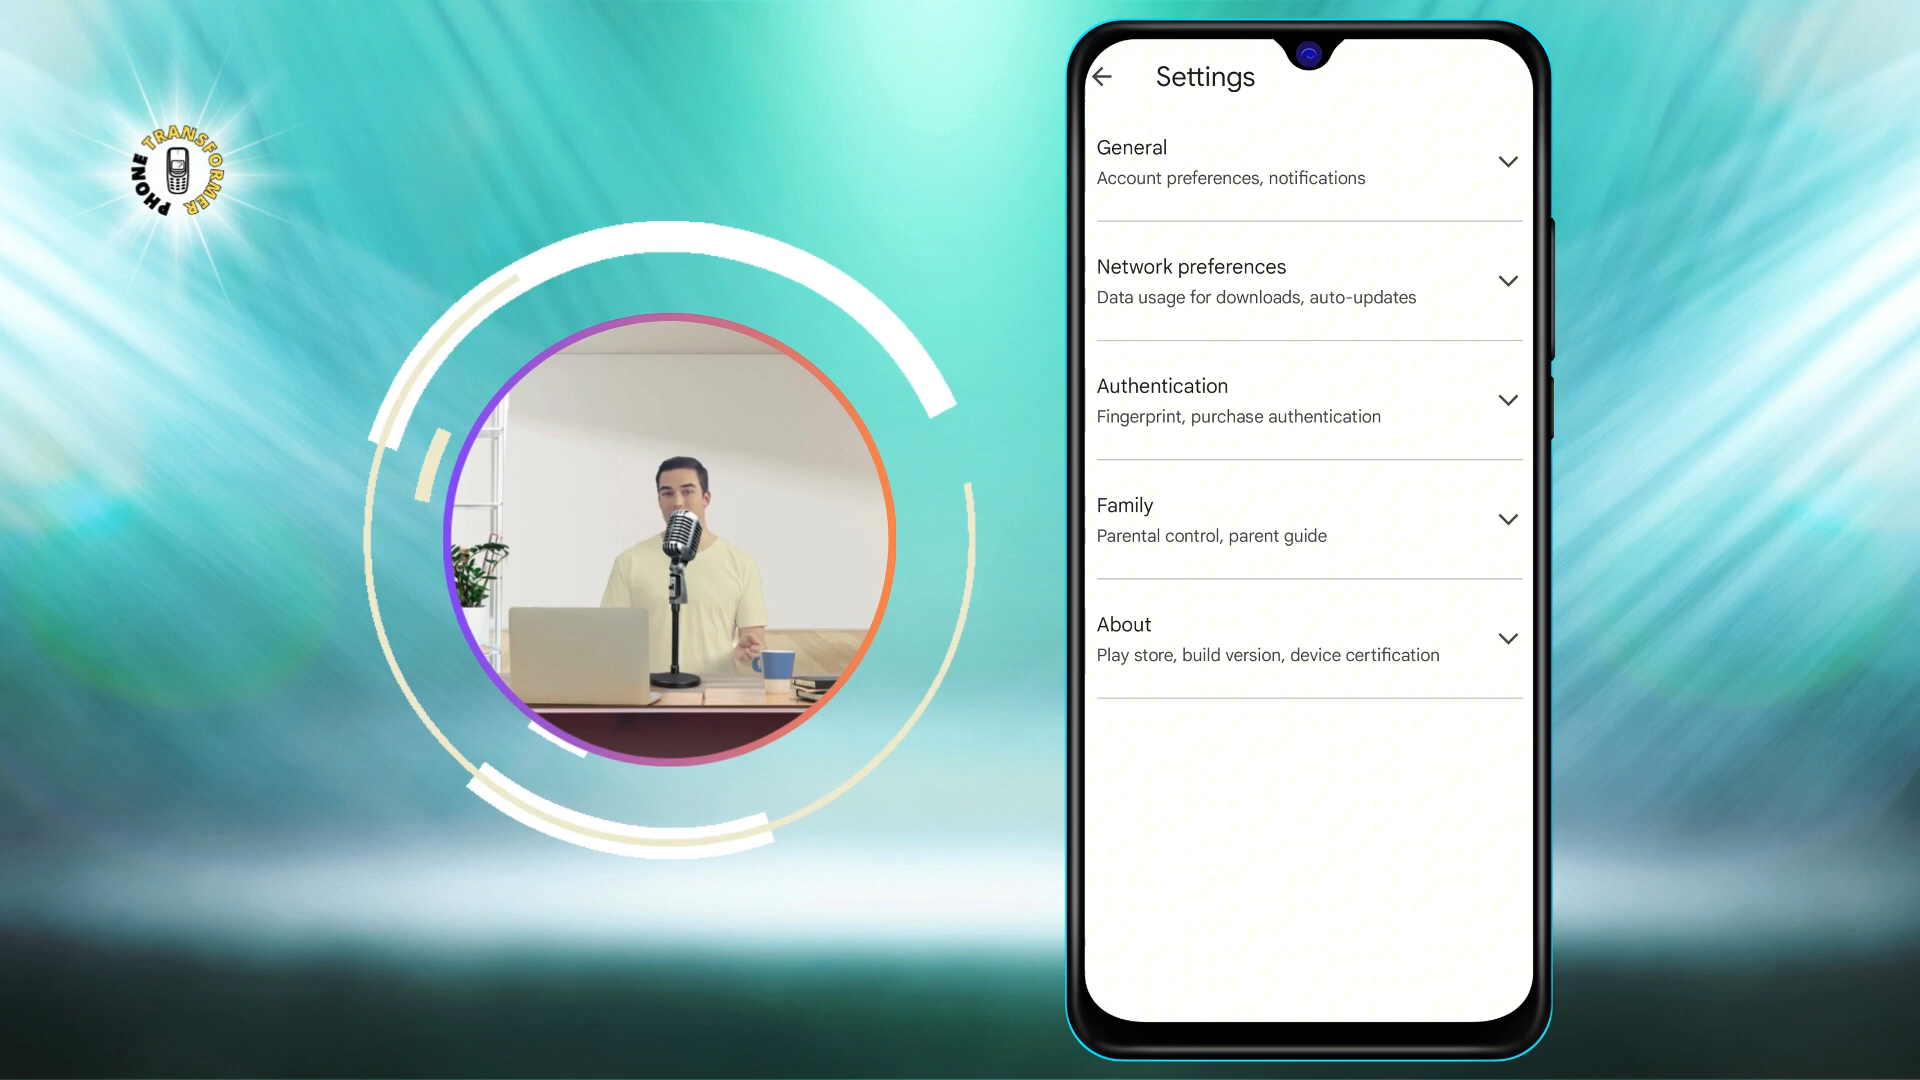 PHONE TRANSFORMER
Settings
General
Account preferences, notifications
Network preferences
Data usage for downloads, auto-updates
Authentication
Fingerprint, purchase authentication
Family
Parental control, parent guide
About
Play store, build version, device certification